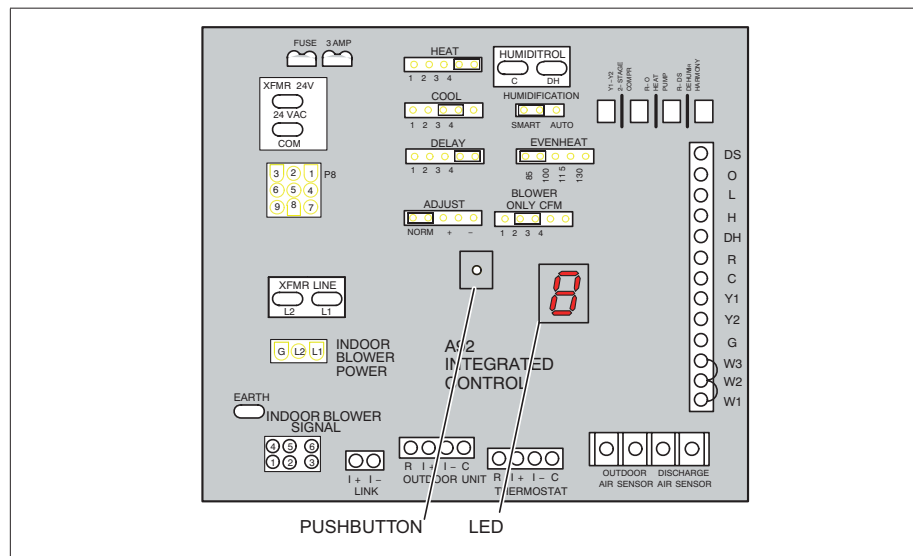 FUSE 3 AMP
XFMR 24V
24 VAC
COM
3 2 1
6 5 4
9 8 7
P8
HEAT
1 2 3 4
COOL
1 2 3 4
DELAY
1 2 3 4
ADJUST
NORM + −
HUMIDITROL
C DH
HUMIDIFICATION
SMART AUTO
EVENHEAT
85 100 11 5 130
BLOWER
ONLY CFM
1 2 3 4
Y1 - Y2
2- STAGE
COMPR
R - O
HEAT
PUMP
R - DS
DEHUM
HARMONY
DS
O
L
H
DH
R
C
Y1
Y2
G
W3
W2
W1
XFMR LINE
L2 L1
G L2 L1
INDOOR
BLOWER
POWER
A92
INTEGRATED
CONTROL
EARTH
INDOOR BLOWER
SIGNAL
4 5 6
1 2 3
I + I −
LINK
R I + I − C
OUTDOOR UNIT
R I + I − C
THERMOSTAT
OUTDOOR
AIR SENSOR
DISCHARGE
AIR SENSOR
8
PUSHBUTTON
LED